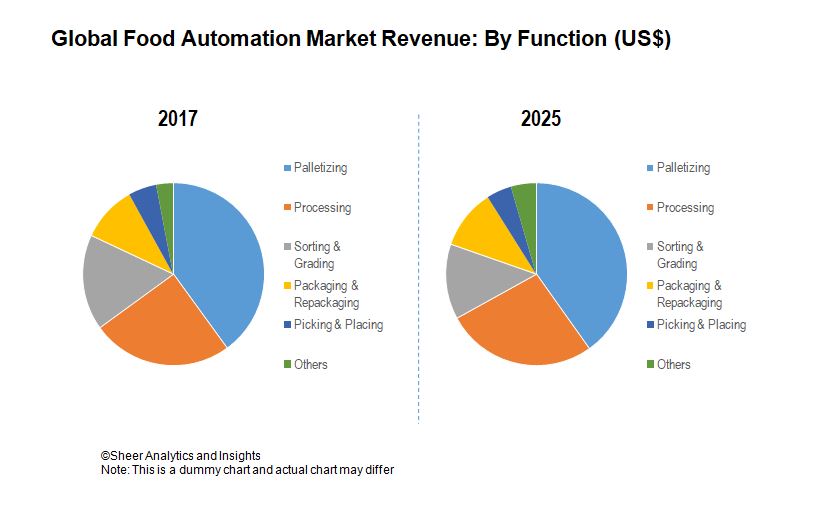 Global Food Automation Market Revenue: By Function (US$)
2017
Palletizing
Processing
Sorting &
Grading
Packaging &
Repackaging
Picking & Placing
Others
2025
Palletizing
Processing
Sorting &
Grading
Packaging &
Repackaging
Picking & Placing
Others
©Sheer Analytics and Insights
Note: This is a dummy chart and actual chart may differ